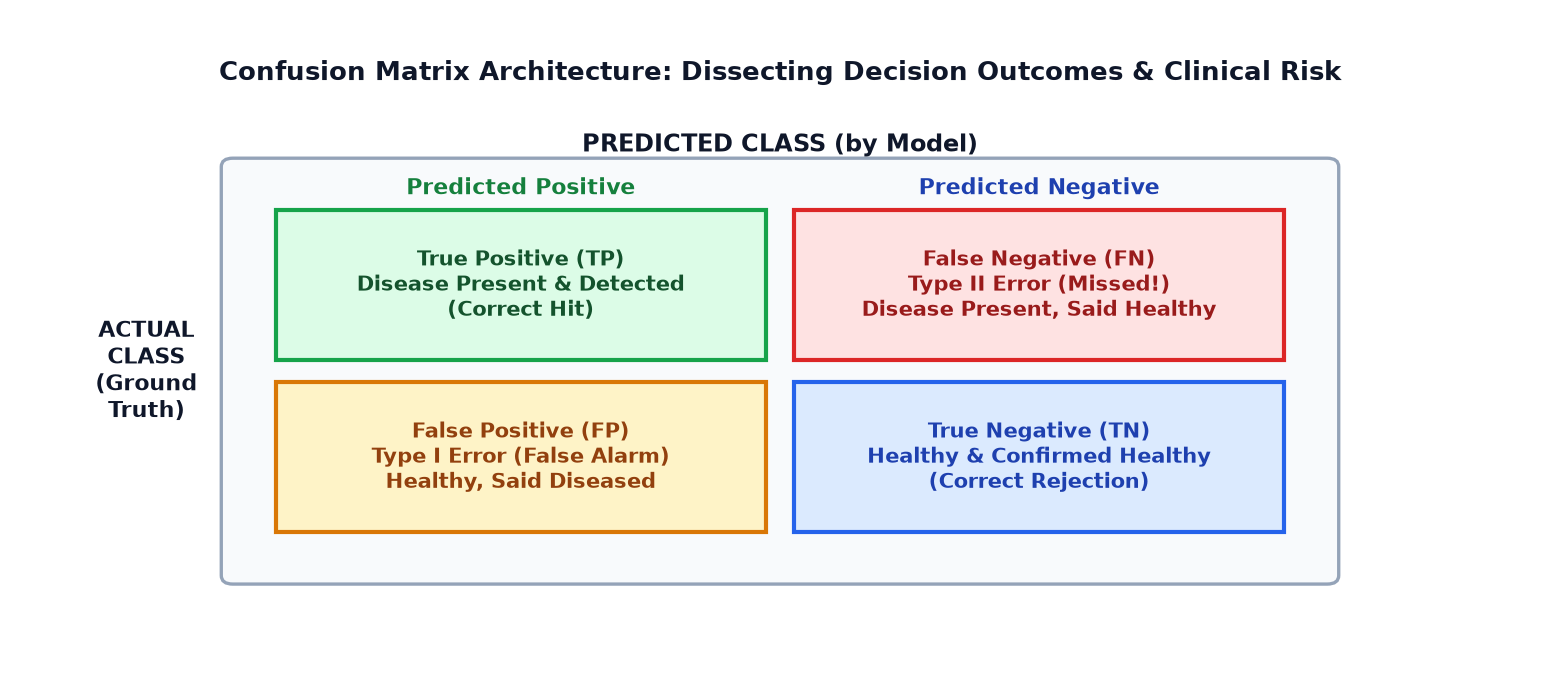 Confusion Matrix Architecture: Dissecting Decision Outcomes & Clinical Risk
PREDICTED CLASS (by Model)
Predicted Positive
Predicted Negative
True Positive (TP)
Disease Present & Detected
(Correct Hit)
False Negative (FN)
Type II Error (Missed!)
Disease Present, Said Healthy
ACTUAL
CLASS
(Ground
Truth)
False Positive (FP)
Type I Error (False Alarm)
Healthy, Said Diseased
True Negative (TN)
Healthy & Confirmed Healthy
(Correct Rejection)